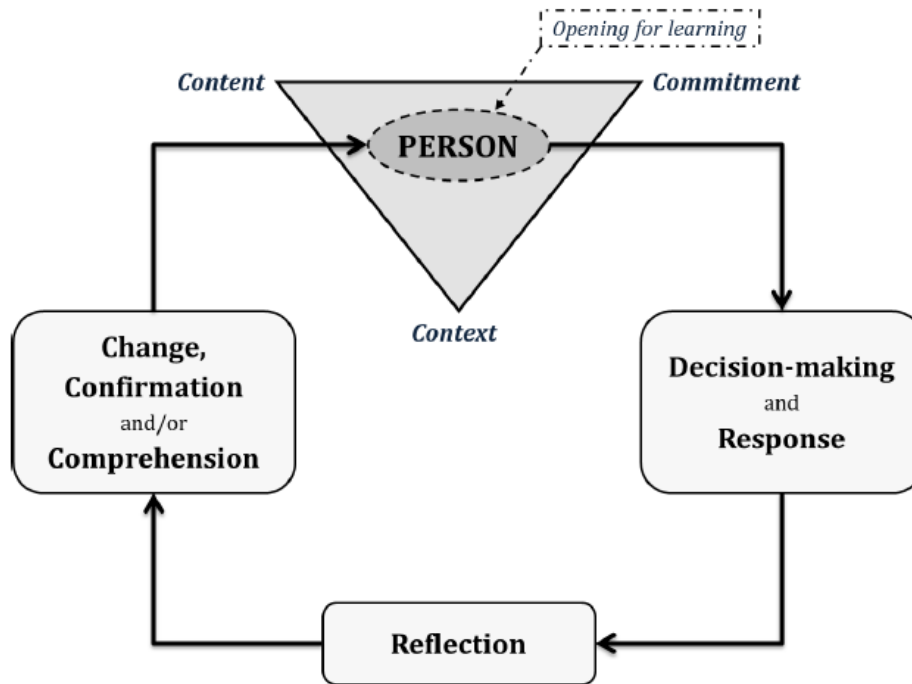 Opening for learning
Content
Commitment
PERSON
Context
Change,
Confirmation
and/or
Comprehension
Decision-making
and
Response
Reflection